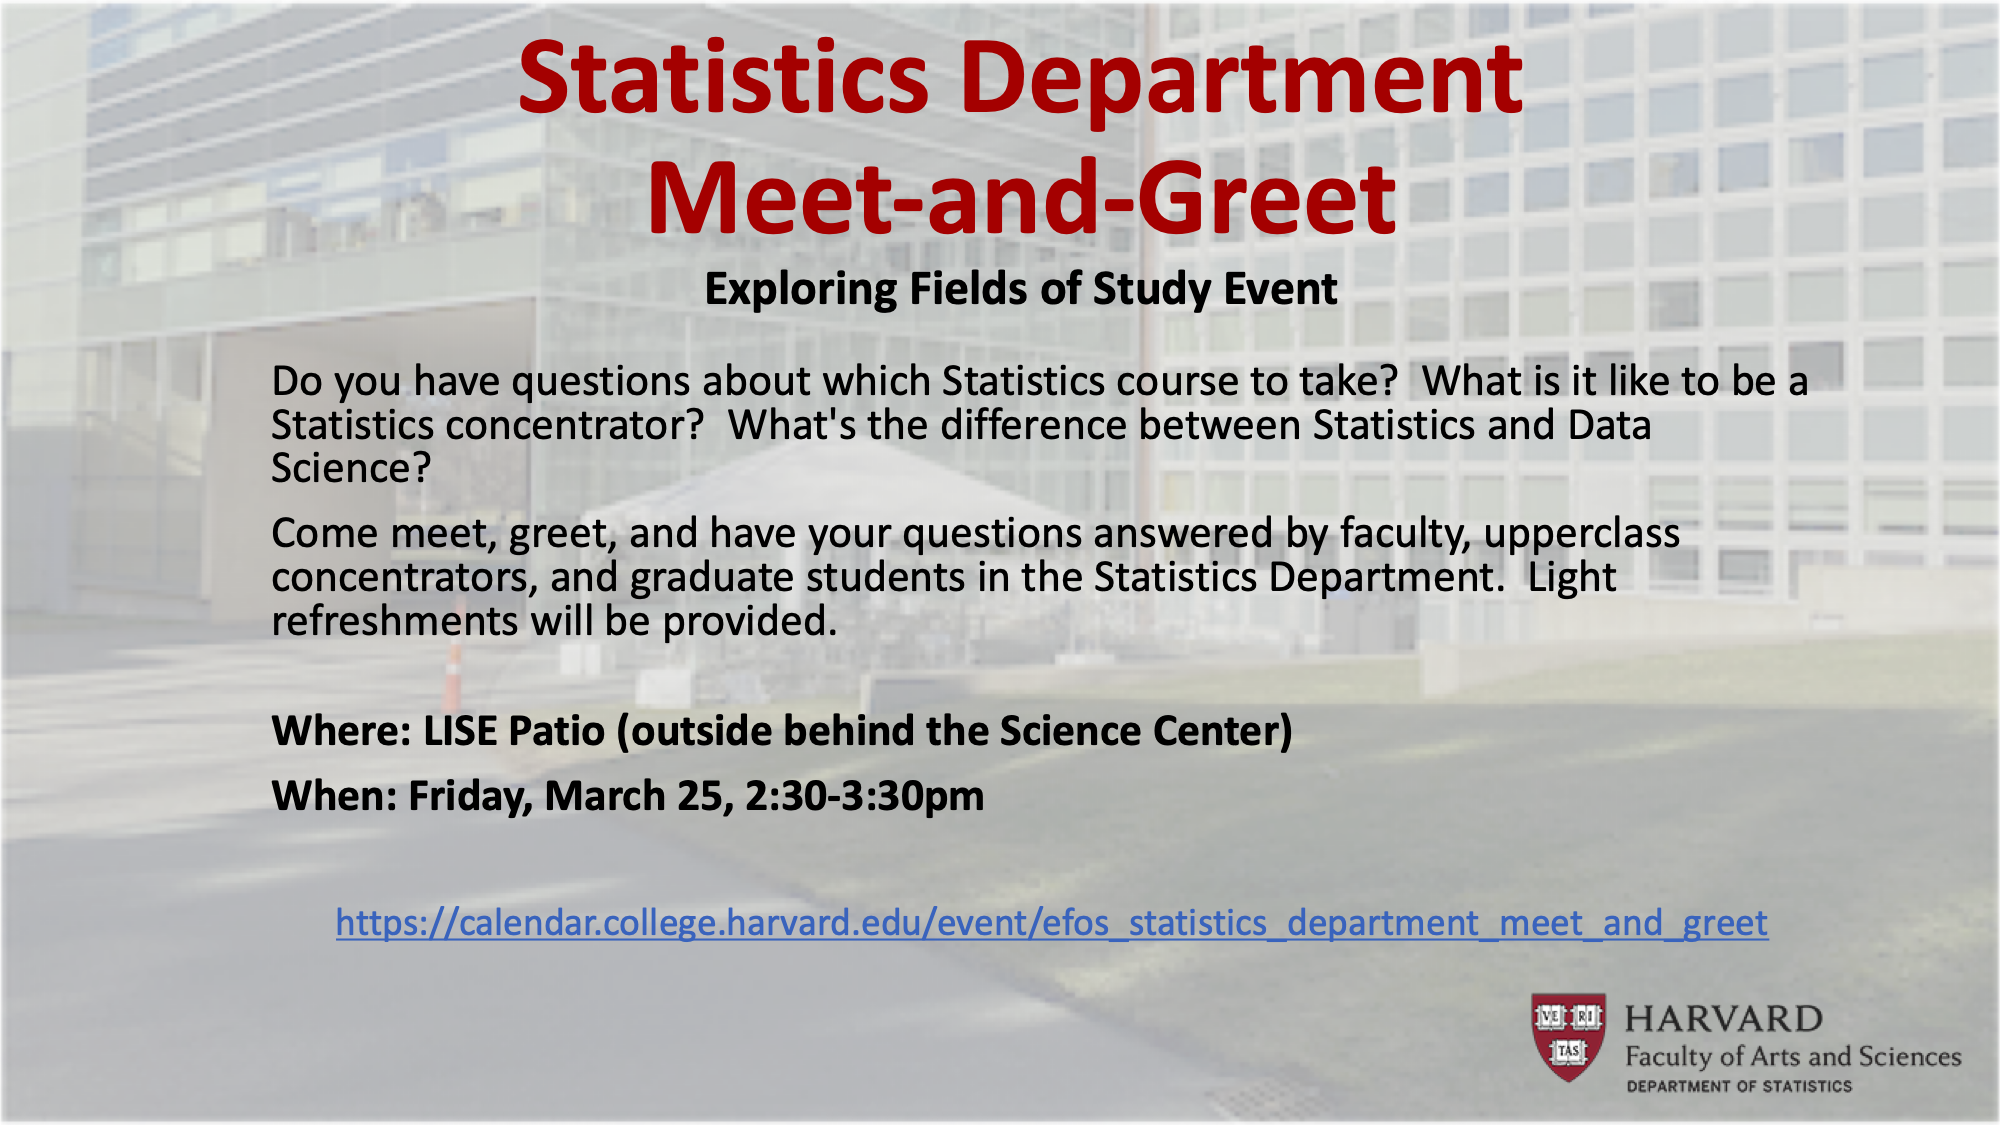 Statistics Department
Meet-and-Greet
Exploring Fields of Study Event
Do you have questions about which Statistics course to take?  What is it like to be a
Statistics concentrator?  What's the difference between Statistics and Data
Science?
Come meet, greet, and have your questions answered by faculty, upperclass
concentrators, and graduate students in the Statistics Department.  Light
refreshments will be provided.
Where: LISE Patio (outside behind the Science Center)
When: Friday, March 25, 2:30-3:30pm
https://calendar.college.harvard.edu/event/efos_statistics_department_meet_and_greet
VE RI
TAS
HARVARD
Faculty of Arts and Sciences
DEPARTMENT OF STATISTICS